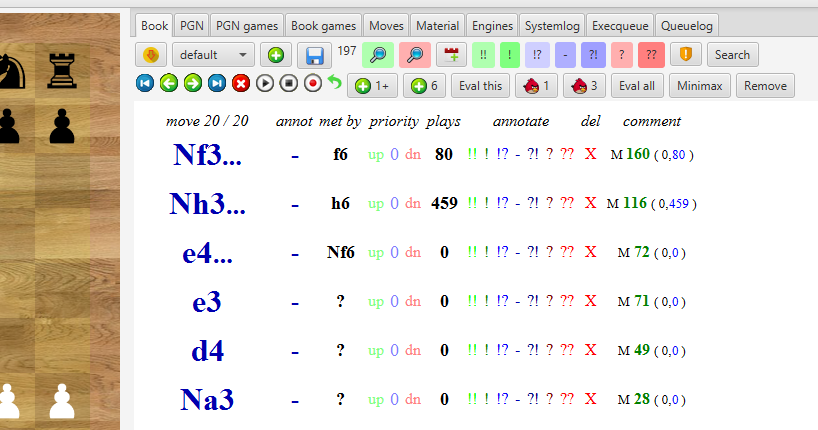 Book PGN PGN games Book games Moves Material Engines Systemlog Execqueue Queuelog
default 197 !! ! !? - ?! ? ?? Search
1+ 6 Eval this 1 3 Eval all Minimax Remove
move 20 / 20 annot met by priority plays annotate del comment
Nf3... - f6 up 0 dn 80 !! ! !? - ?! ? ?? X M 160 ( 0,80 )
Nh3... - h6 up 0 dn 459 !! ! !? - ?! ? ?? X M 116 ( 0,459 )
e4... - Nf6 up 0 dn 0 !! ! !? - ?! ? ?? X M 72 ( 0,0 )
e3 - ? up 0 dn 0 !! ! !? - ?! ? ?? X M 71 ( 0,0 )
d4 - ? up 0 dn 0 !! ! !? - ?! ? ?? X M 49 ( 0,0 )
Na3 - ? up 0 dn 0 !! ! !? - ?! ? ?? X M 28 ( 0,0 )